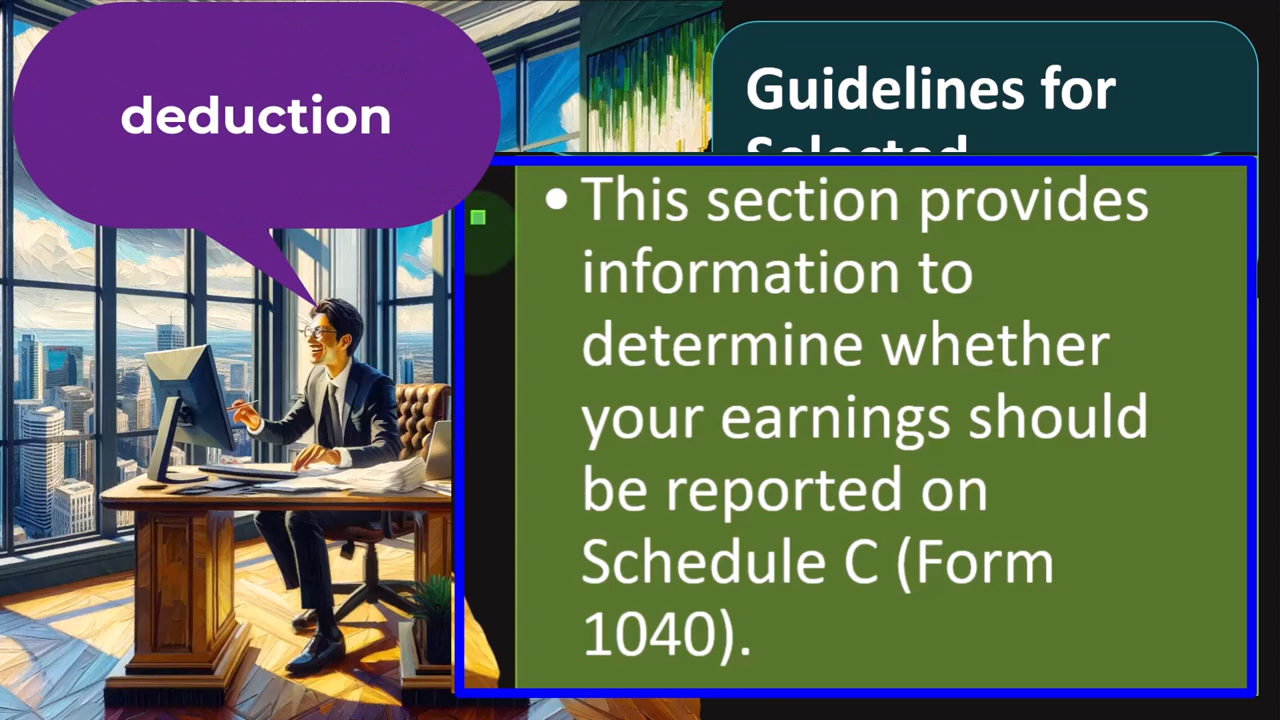 deduction
Guidelines for
Selected
• This section provides
information to
determine whether
your earnings should
be reported on
Schedule C (Form
1040).